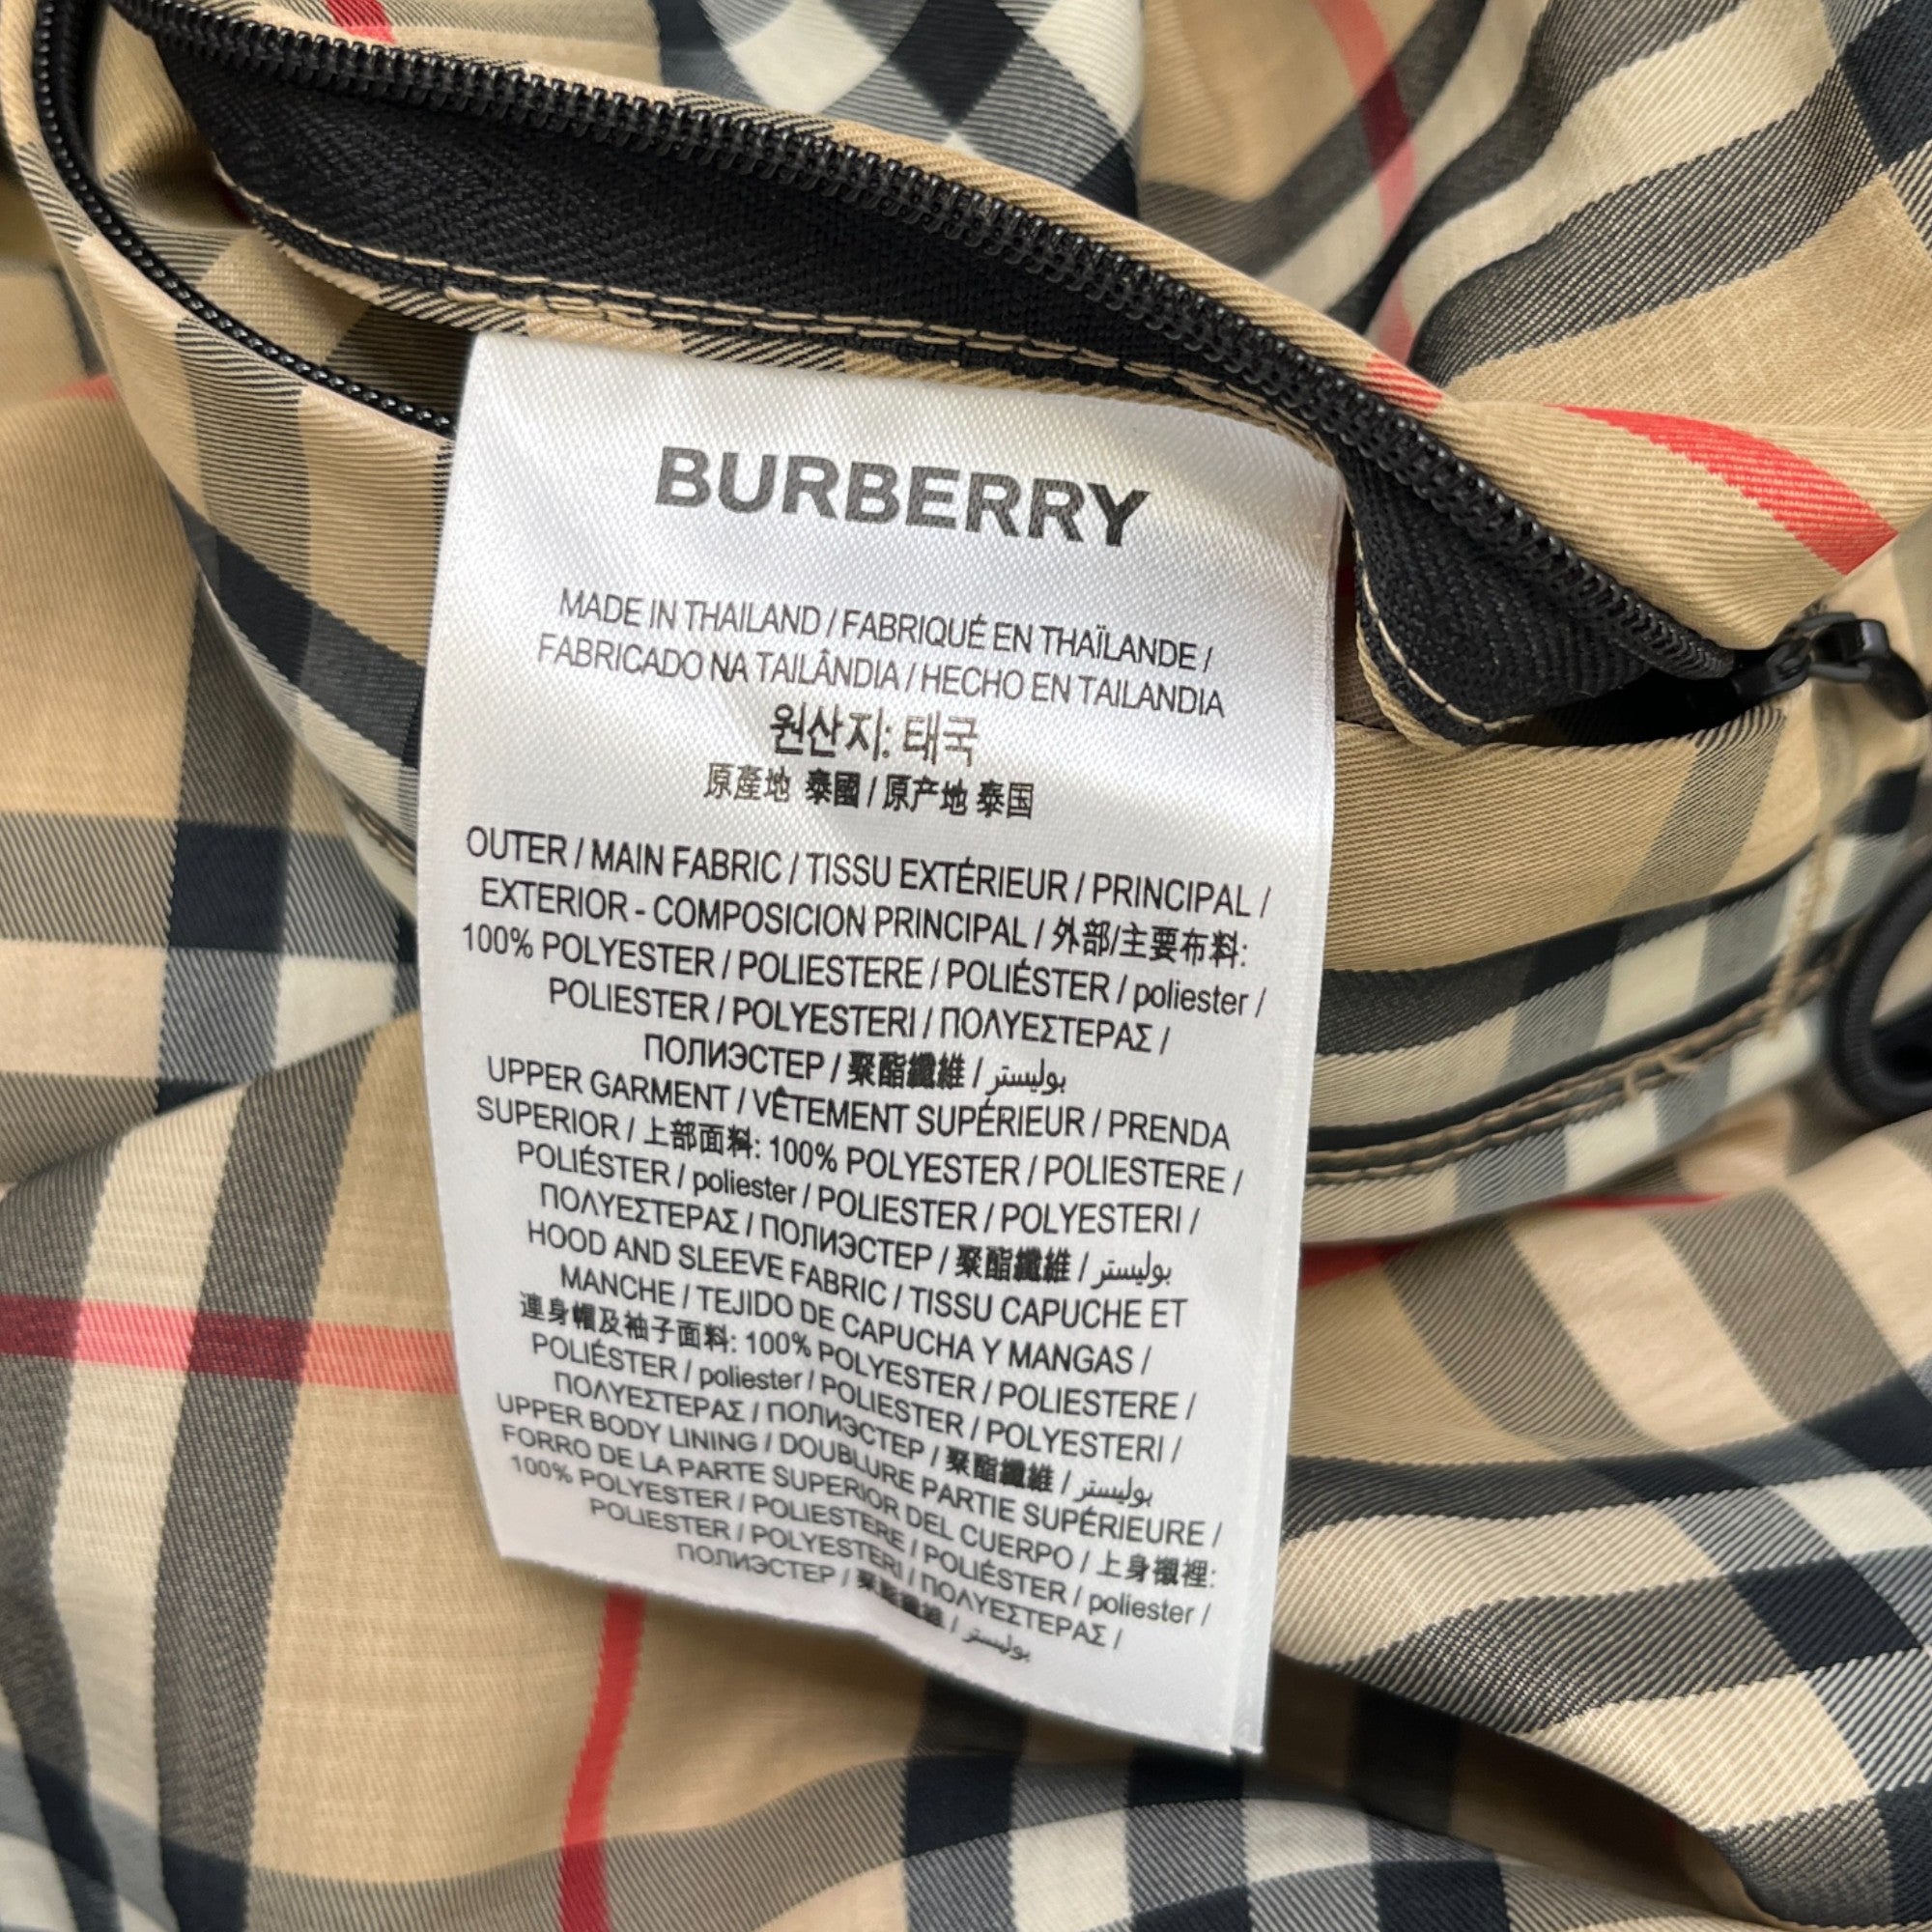 BURBERRY
MADE IN THAILAND / FABRIQUÉ EN THAÏLANDE /
FABRICADO NA TAILÂNDIA / HECHO EN TAILANDIA
원산지: 태국
原產地 泰國 / 原产地 泰国
OUTER / MAIN FABRIC / TISSU EXTÉRIEUR / PRINCIPAL /
EXTERIOR - COMPOSICION PRINCIPAL / 外部/主要布料:
100% POLYESTER / POLIESTERE / POLIÉSTER / poliester /
POLIESTER / POLYESTERI / ΠΟΛΥΕΣΤΕΡΑΣ /
ПОЛИЭСТЕР / 聚酯纖維 / بوليستر
UPPER GARMENT / VÊTEMENT SUPÉRIEUR / PRENDA
SUPERIOR / 上部面料: 100% POLYESTER / POLIESTERE /
POLIÉSTER / poliester / POLIESTER / POLYESTERI /
ΠΟΛΥΕΣΤΕΡΑΣ / ПОЛИЭСТЕР / 聚酯纖維 / بوليستر
HOOD AND SLEEVE FABRIC / TISSU CAPUCHE ET
MANCHE / TEJIDO DE CAPUCHA Y MANGAS /
連身帽及袖子面料: 100% POLYESTER / POLIESTERE /
POLIÉSTER / poliester / POLIESTER / POLYESTERI /
ΠΟΛΥΕΣΤΕΡΑΣ / ПОЛИЭСТЕР / 聚酯纖維 / بوليستر
UPPER BODY LINING / DOUBLURE PARTIE SUPÉRIEURE /
FORRO DE LA PARTE SUPERIOR DEL CUERPO / 上身襯裡:
100% POLYESTER / POLIESTERE / POLIÉSTER / poliester /
POLIESTER / POLYESTERI / ΠΟΛΥΕΣΤΕΡΑΣ /
ПОЛИЭСТЕР / 聚酯纖維 / بوليستر